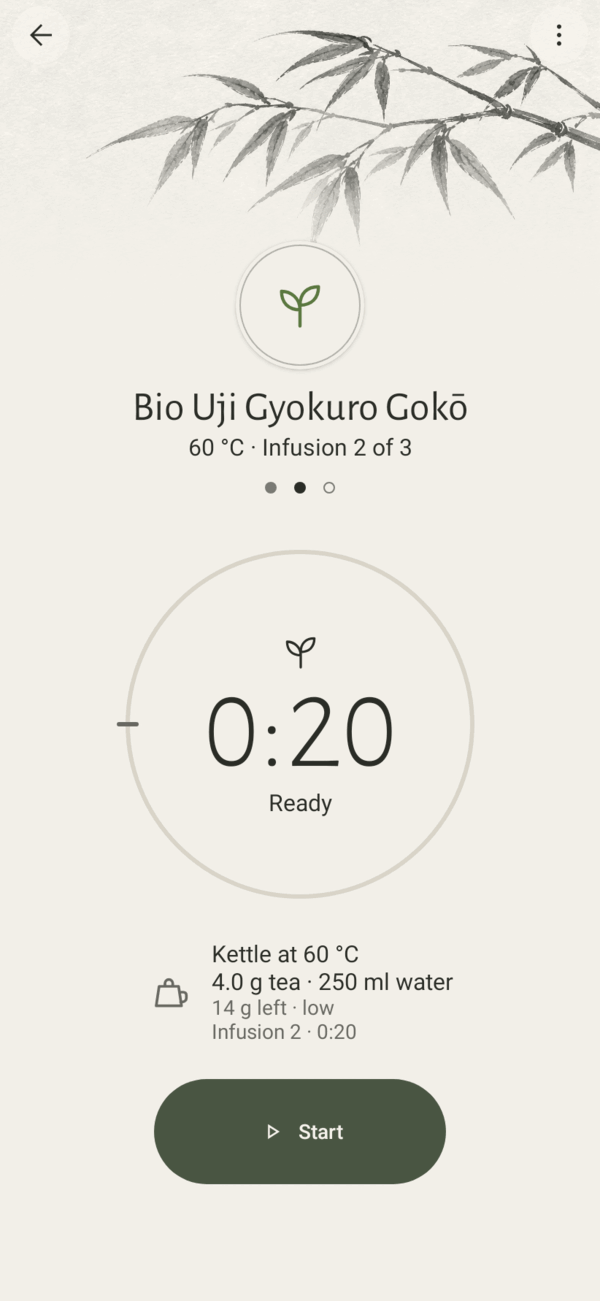 Bio Uji Gyokuro Gokō
60 °C · Infusion 2 of 3
0:20
Ready
Kettle at 60 °C
4.0 g tea · 250 ml water
14 g left · low
Infusion 2 · 0:20
Start